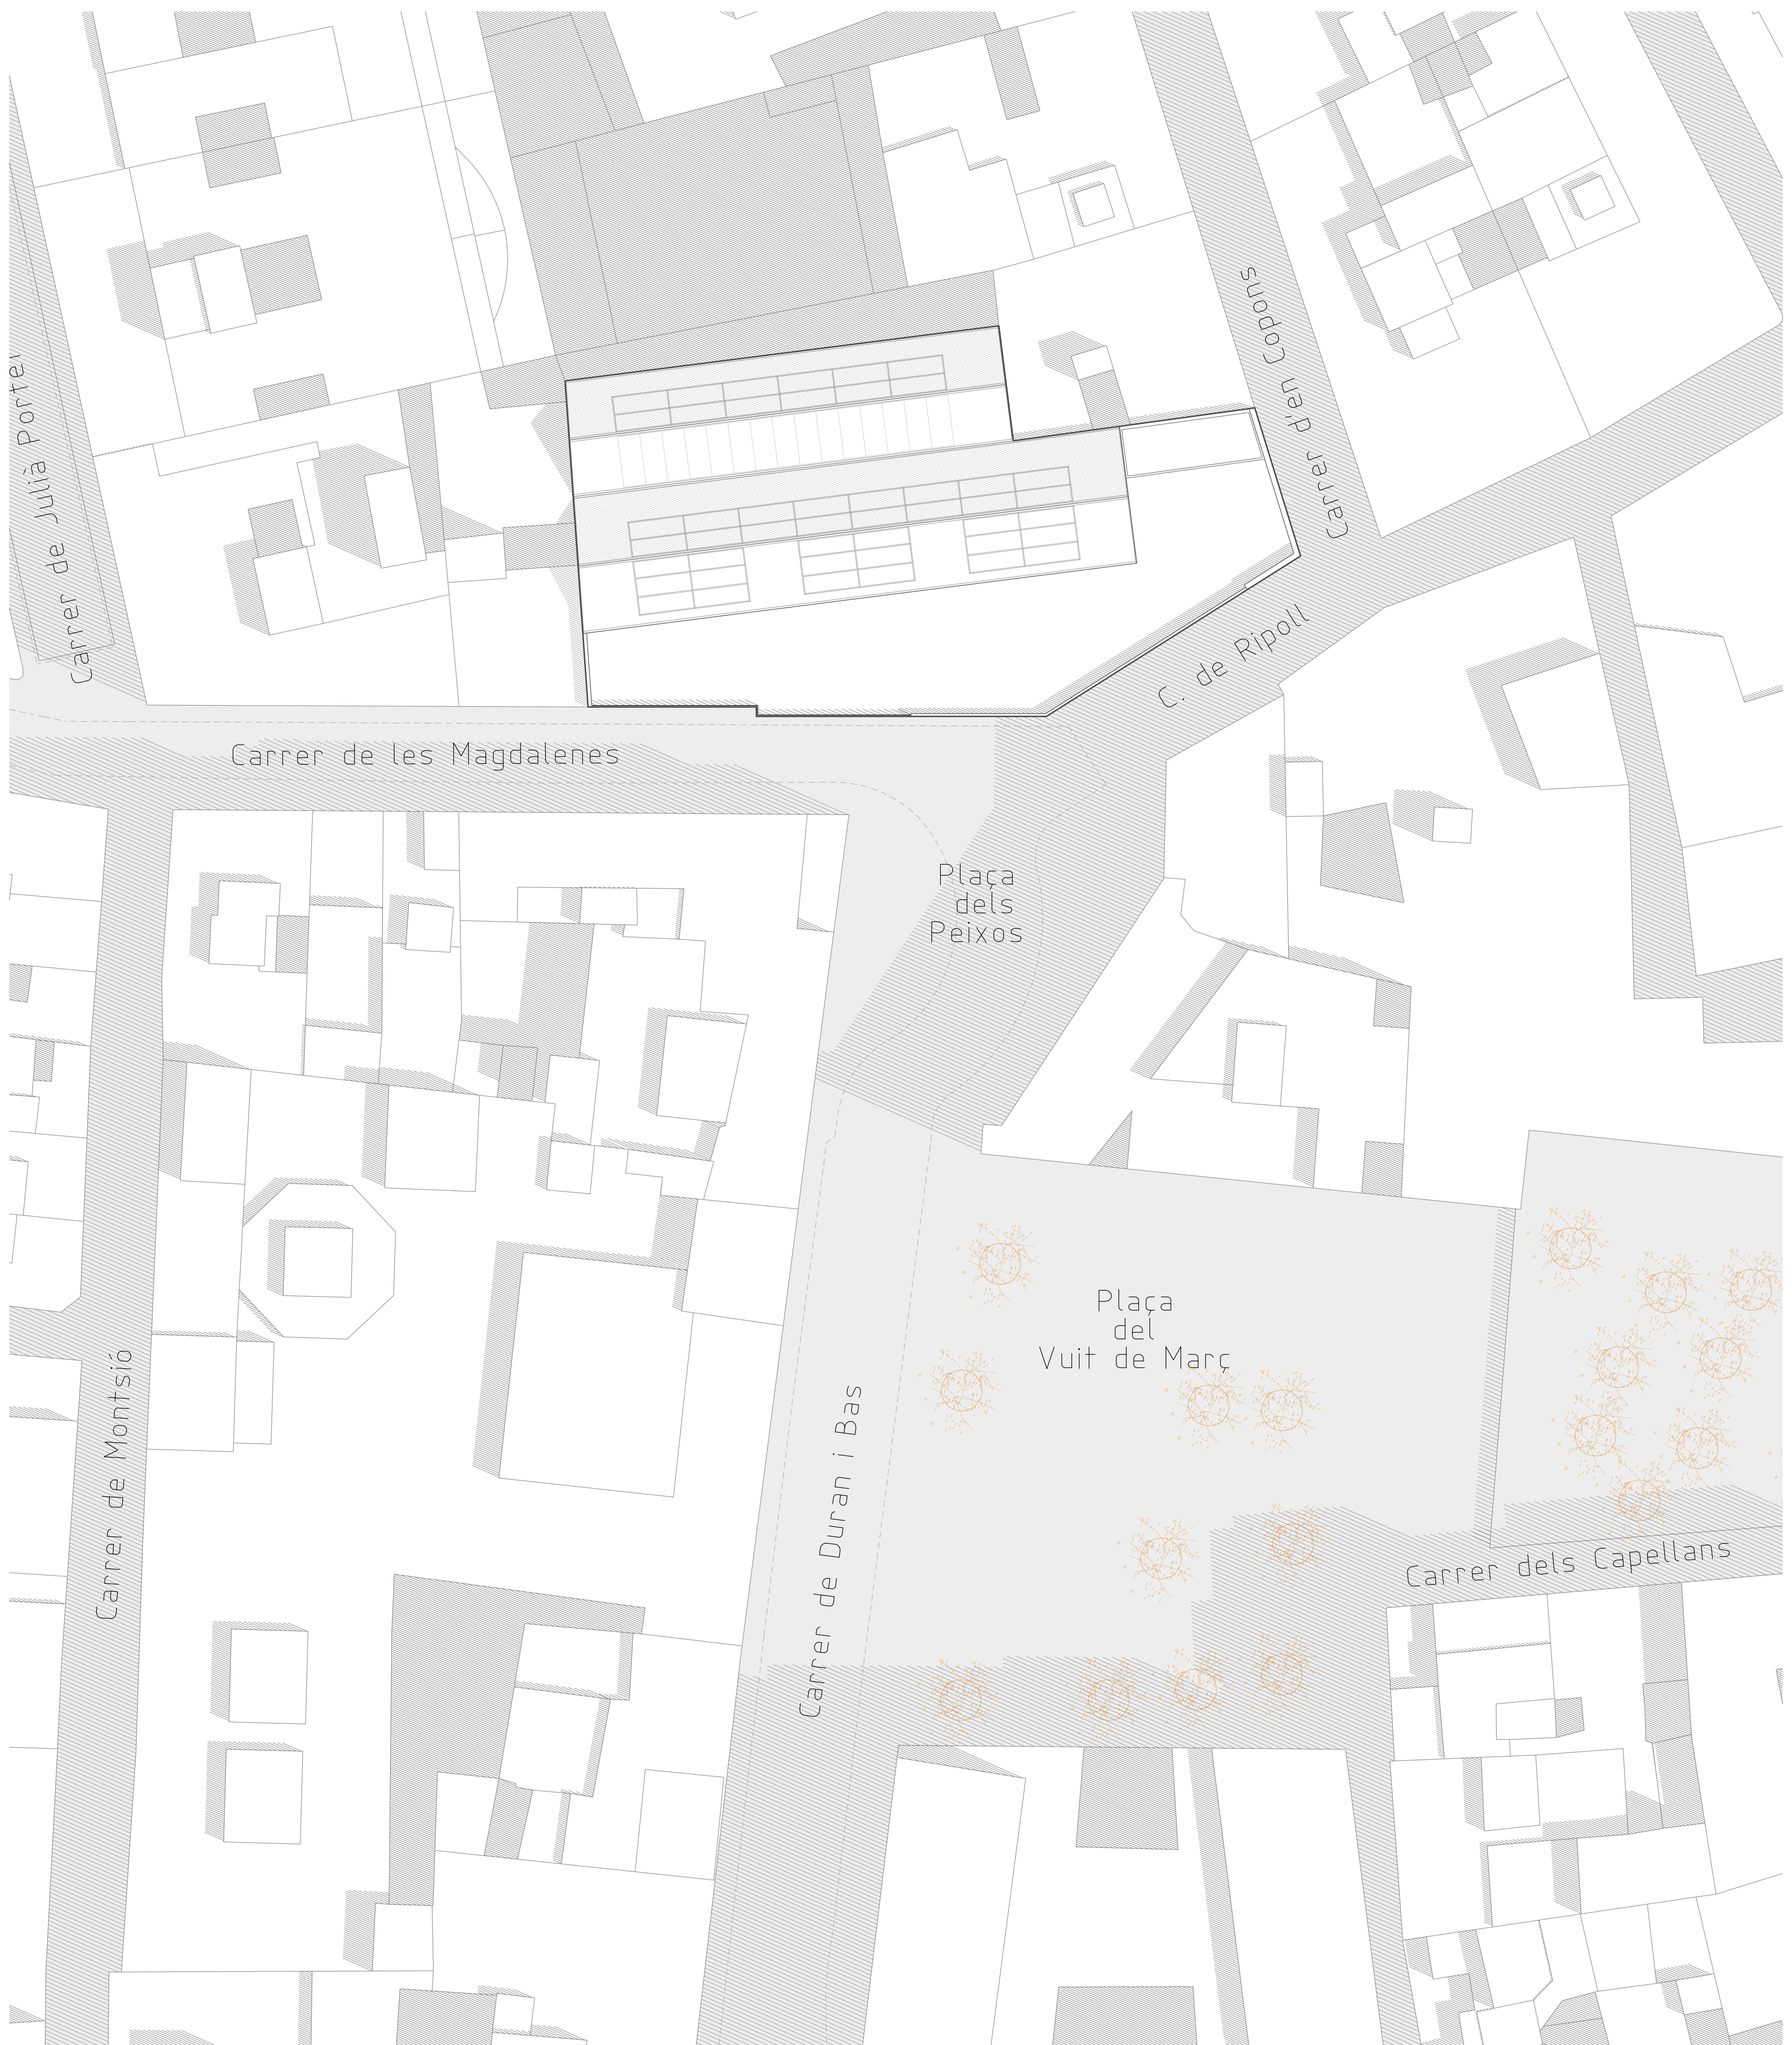 Carrer d'en Copons
Carrer de Julià Portet
C. de Ripoll
Carrer de les Magdalenes
Plaça
dels
Peixos
Plaça
del
Vuit de Març
Carrer de Montsió
Carrer de Duran i Bas
Carrer dels Capellans